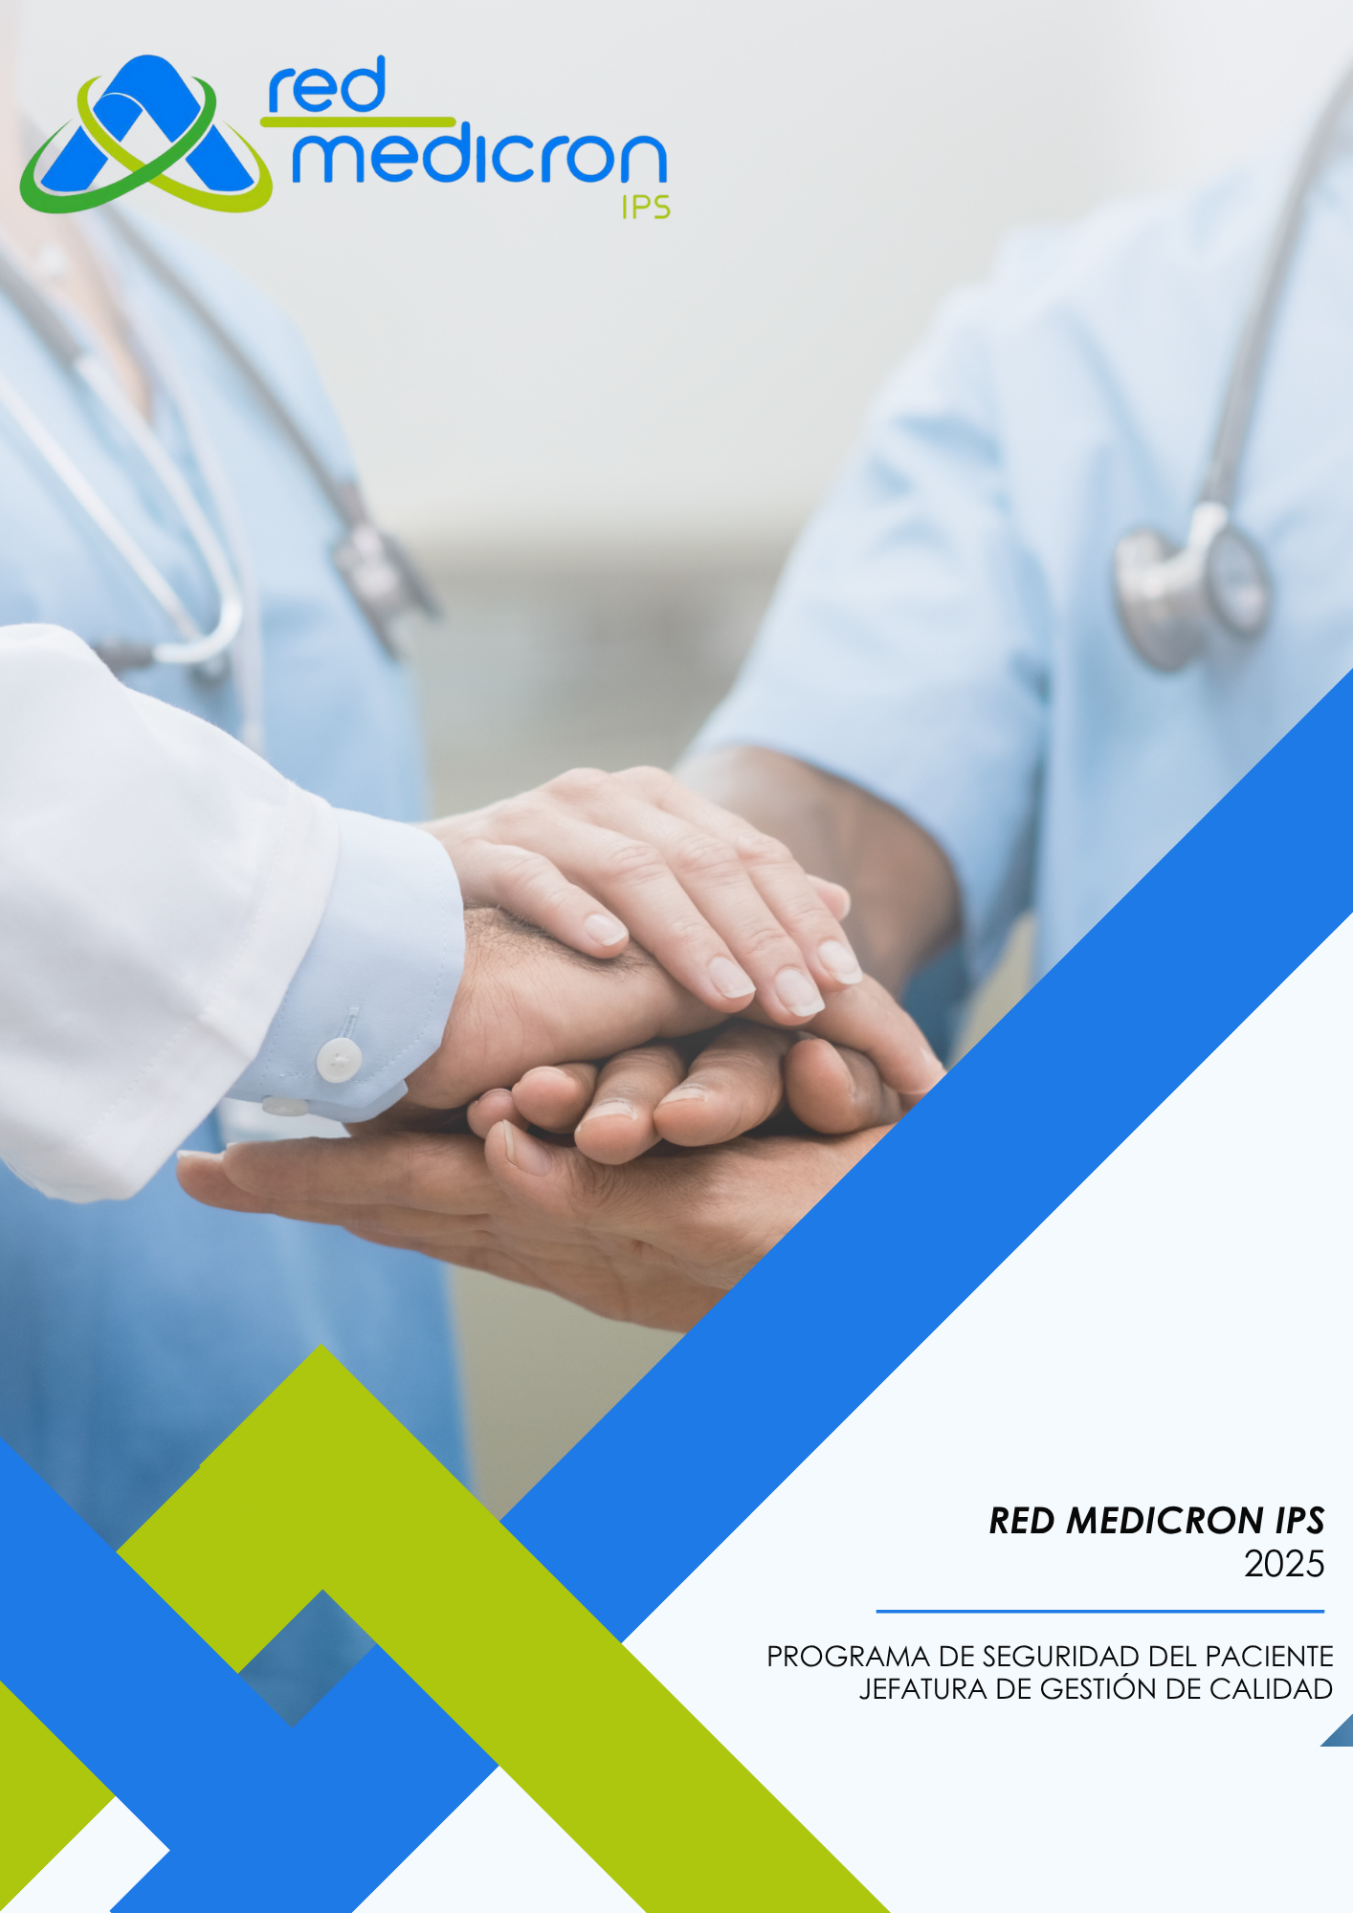 red
medicron
IPS
RED MEDICRON IPS
2025
PROGRAMA DE SEGURIDAD DEL PACIENTE
JEFATURA DE GESTIÓN DE CALIDAD